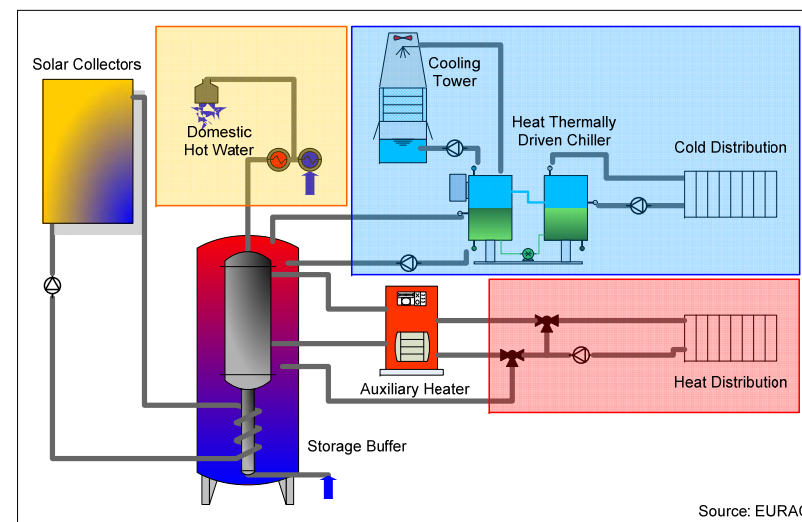 Solar Collectors
Domestic
Hot Water
Cooling
Tower
Heat Thermally
Driven Chiller
Cold Distribution
Auxiliary Heater
Heat Distribution
Storage Buffer
Source: EURAC